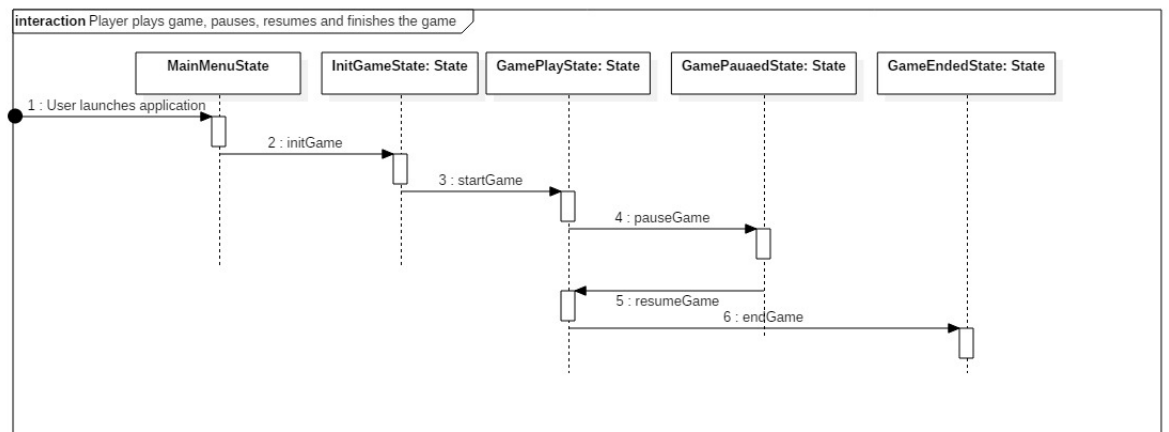 interaction Player plays game, pauses, resumes and finishes the game
MainMenuState
InitGameState: State
GamePlayState: State
GamePauaedState: State
GameEndedState: State
1 : User launches application
2 : initGame
3 : startGame
4 : pauseGame
5 : resumeGame
6 : endGame